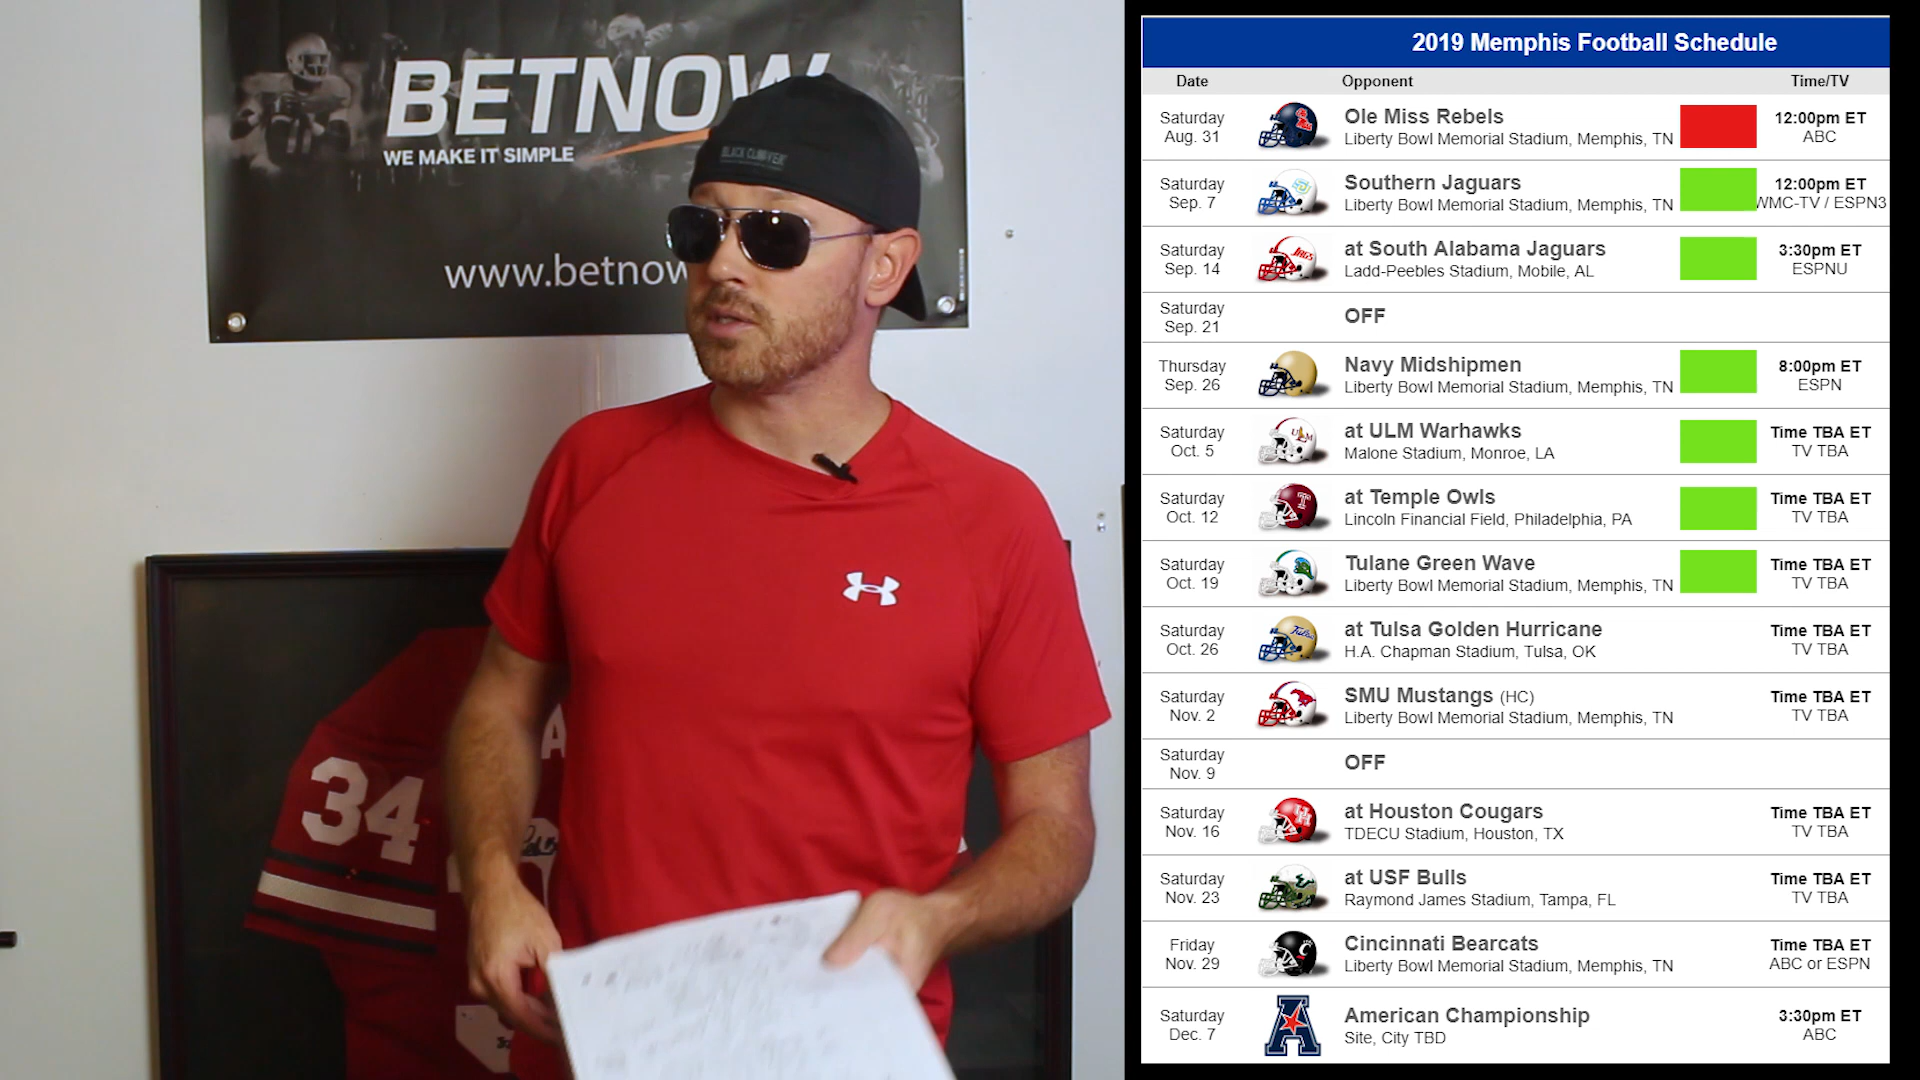 BETNOW
WE MAKE IT SIMPLE
www.betnow
BLACK CLOVER
34
A
2019 Memphis Football Schedule
Date Opponent Time/TV
Saturday Aug. 31 Ole Miss Rebels 12:00pm ET
Liberty Bowl Memorial Stadium, Memphis, TN ABC
Saturday Sep. 7 Southern Jaguars 12:00pm ET
Liberty Bowl Memorial Stadium, Memphis, TN WMC-TV / ESPN3
Saturday Sep. 14 at South Alabama Jaguars 3:30pm ET
Ladd-Peebles Stadium, Mobile, AL ESPNU
Saturday Sep. 21 OFF
Thursday Sep. 26 Navy Midshipmen 8:00pm ET
Liberty Bowl Memorial Stadium, Memphis, TN ESPN
Saturday Oct. 5 at ULM Warhawks Time TBA ET
Malone Stadium, Monroe, LA TV TBA
Saturday Oct. 12 at Temple Owls Time TBA ET
Lincoln Financial Field, Philadelphia, PA TV TBA
Saturday Oct. 19 Tulane Green Wave Time TBA ET
Liberty Bowl Memorial Stadium, Memphis, TN TV TBA
Saturday Oct. 26 at Tulsa Golden Hurricane Time TBA ET
H.A. Chapman Stadium, Tulsa, OK TV TBA
Saturday Nov. 2 SMU Mustangs (HC) Time TBA ET
Liberty Bowl Memorial Stadium, Memphis, TN TV TBA
Saturday Nov. 9 OFF
Saturday Nov. 16 at Houston Cougars Time TBA ET
TDECU Stadium, Houston, TX TV TBA
Saturday Nov. 23 at USF Bulls Time TBA ET
Raymond James Stadium, Tampa, FL TV TBA
Friday Nov. 29 Cincinnati Bearcats Time TBA ET
Liberty Bowl Memorial Stadium, Memphis, TN ABC or ESPN
Saturday Dec. 7 American Championship 3:30pm ET
Site, City TBD ABC